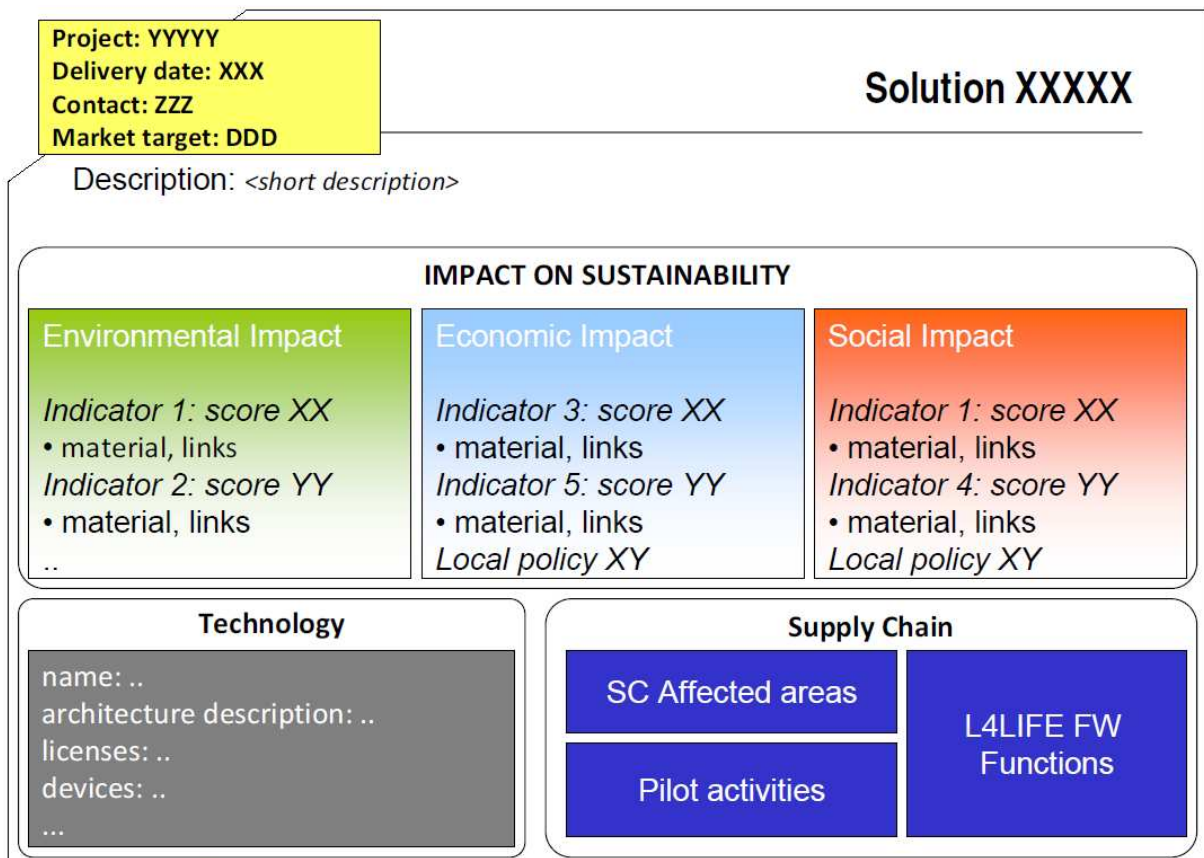 Project: YYYYY
Delivery date: XXX
Contact: ZZZ
Market target: DDD
Solution XXXXX
Description: <short description>
IMPACT ON SUSTAINABILITY
Environmental Impact
Indicator 1: score XX
• material, links
Indicator 2: score YY
• material, links
..
Economic Impact
Indicator 3: score XX
• material, links
Indicator 5: score YY
• material, links
Local policy XY
Social Impact
Indicator 1: score XX
• material, links
Indicator 4: score YY
• material, links
Local policy XY
Technology
name: ..
architecture description: ..
licenses: ..
devices: ..
...
Supply Chain
SC Affected areas
Pilot activities
L4LIFE FW
Functions